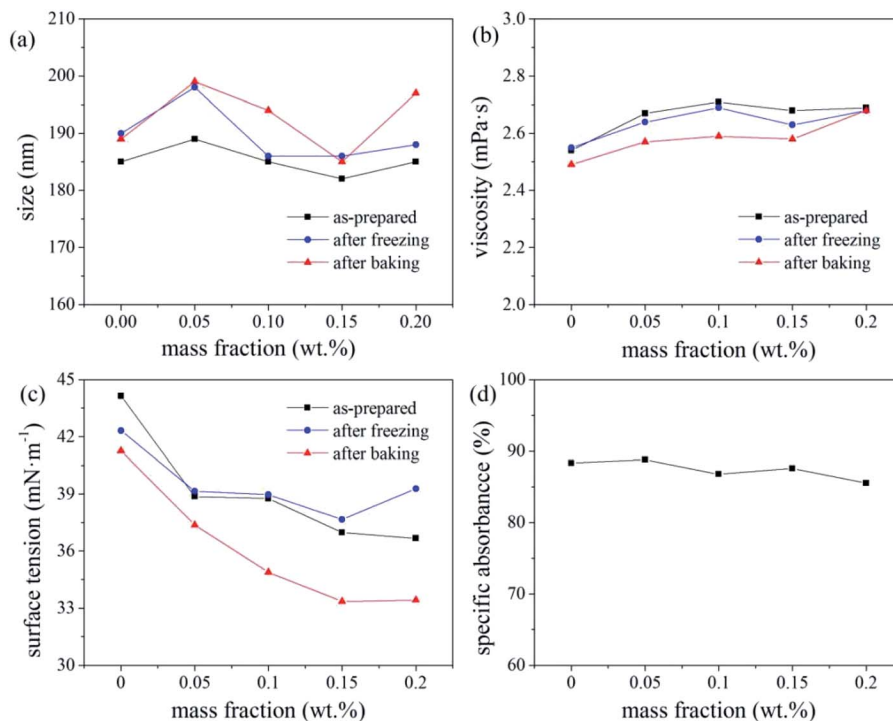 (a)
210
200
190
180
170
160
size (nm)
as-prepared
after freezing
after baking
0.00 0.05 0.10 0.15 0.20
mass fraction (wt.%)
(b)
3.0
2.8
2.6
2.4
2.2
2.0
viscosity (mPa·s)
as-prepared
after freezing
after baking
0 0.05 0.1 0.15 0.2
mass fraction (wt.%)
(c)
45
42
39
36
33
30
surface tension (mN·m⁻¹)
as-prepared
after freezing
after baking
0 0.05 0.1 0.15 0.2
mass fraction (wt.%)
(d)
100
90
80
70
60
specific absorbancce (%)
0 0.05 0.1 0.15 0.2
mass fraction (wt.%)